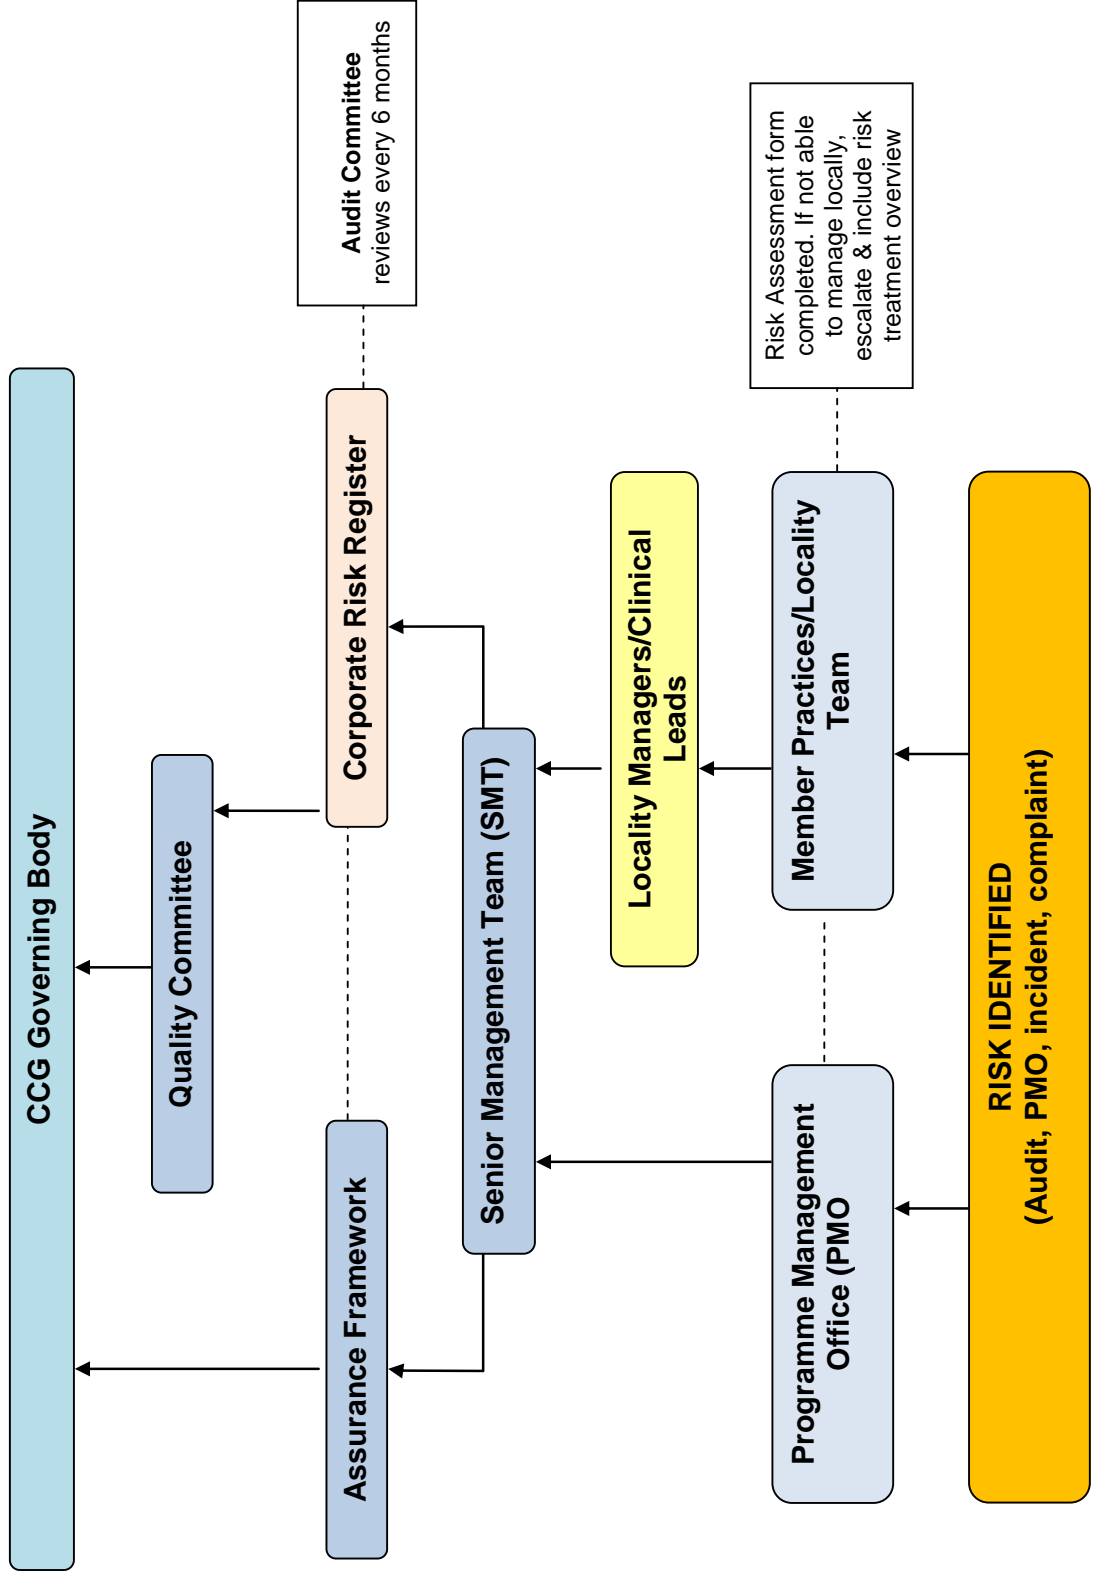 CCG Governing Body
Quality Committee
Assurance Framework
Corporate Risk Register
Audit Committee
reviews every 6 months
Senior Management Team (SMT)
Locality Managers/Clinical
Leads
Programme Management
Office (PMO
Member Practices/Locality
Team
Risk Assessment form
completed. If not able
to manage locally,
escalate & include risk
treatment overview
RISK IDENTIFIED
(Audit, PMO, incident, complaint)